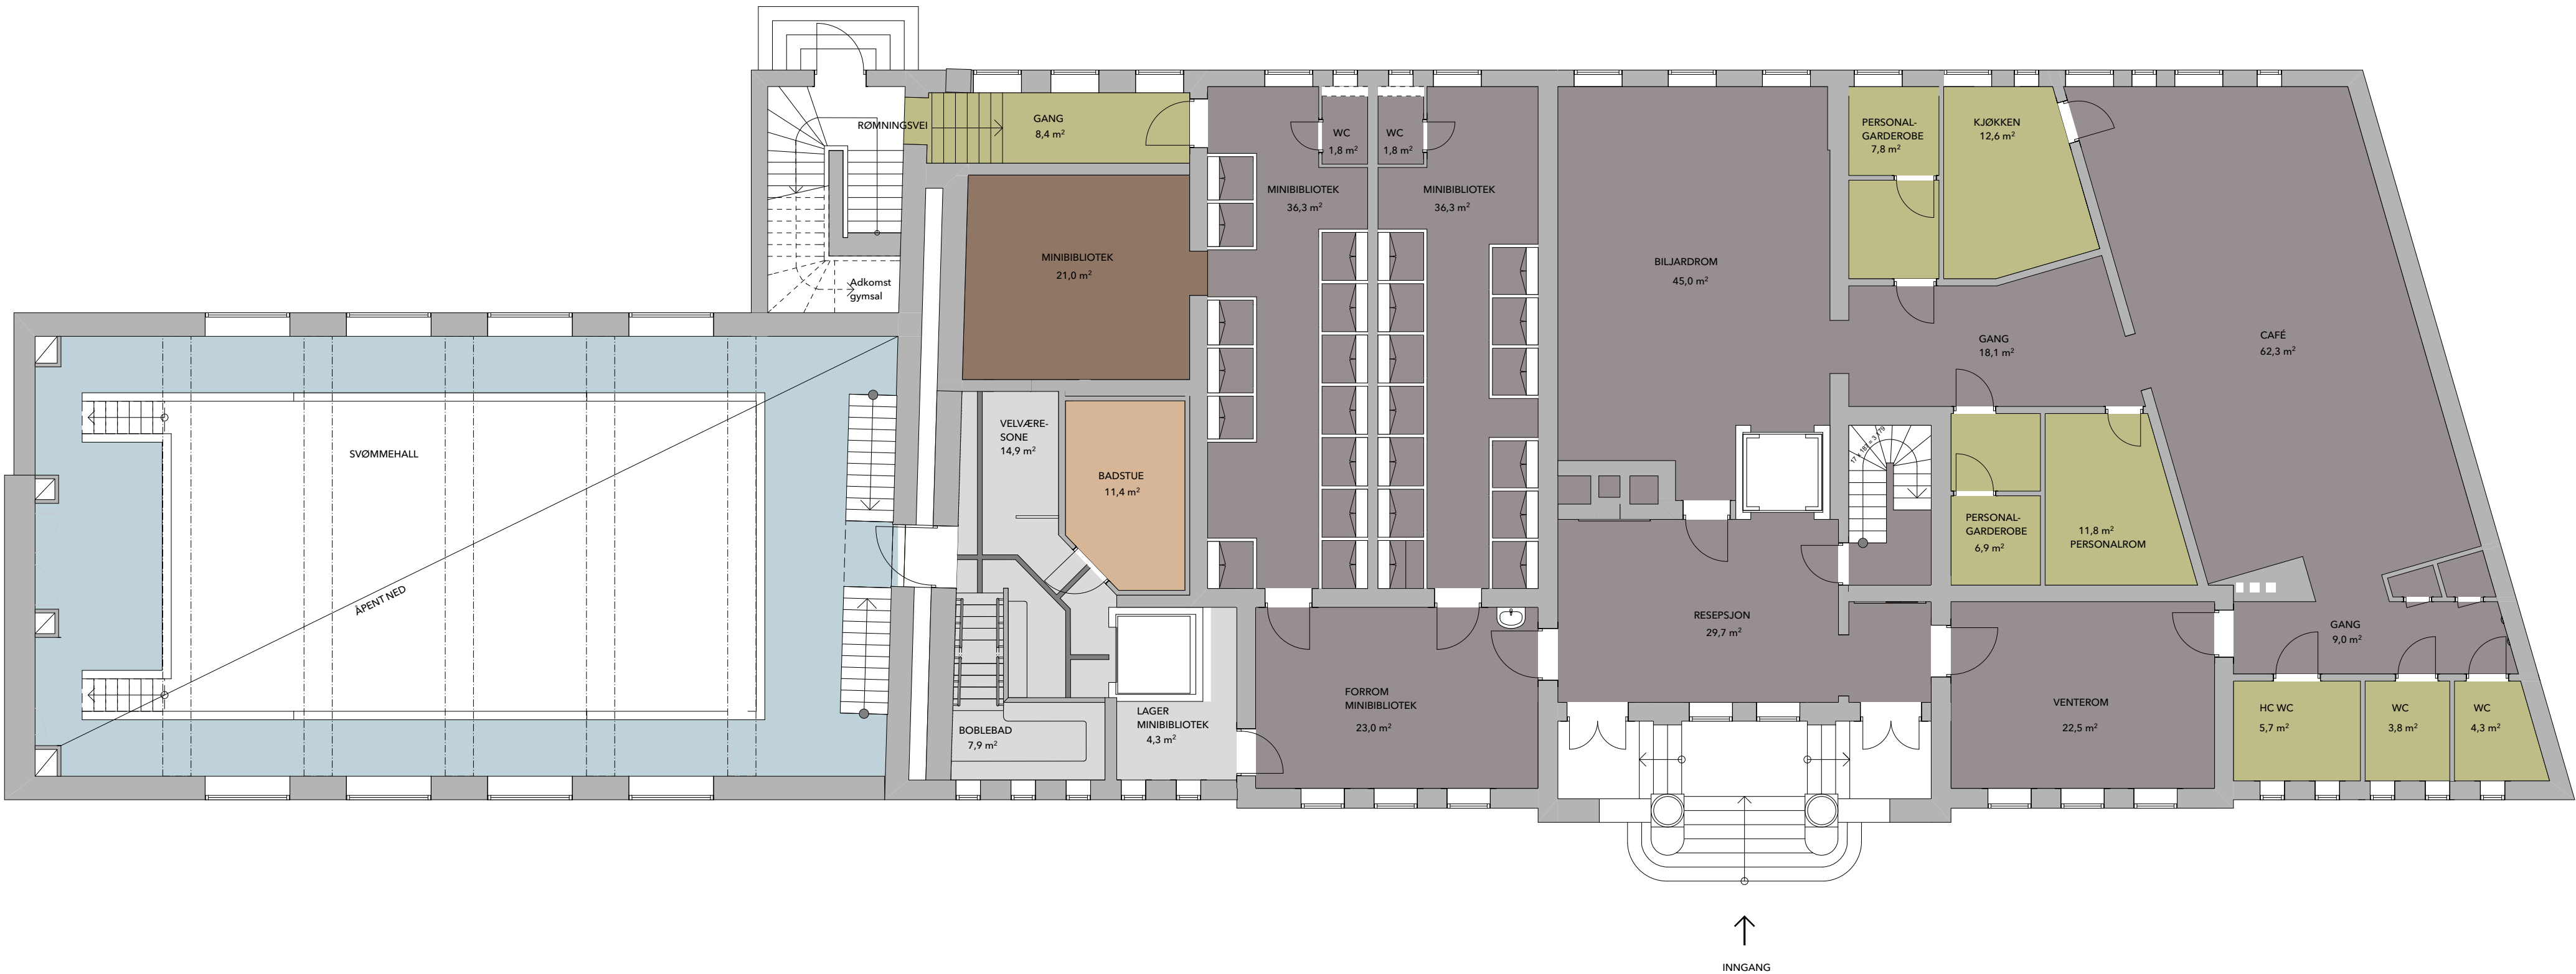 RØMNINGSVEI
GANG
8,4 m²
WC
1,8 m²
WC
1,8 m²
PERSONAL-
GARDEROBE
7,8 m²
KJØKKEN
12,6 m²
MINIBIBLIOTEK
36,3 m²
MINIBIBLIOTEK
36,3 m²
MINIBIBLIOTEK
21,0 m²
BILJARDROM
45,0 m²
Adkomst
gymsal
GANG
18,1 m²
CAFÉ
62,3 m²
VELVÆRE-
SONE
14,9 m²
SVØMMEHALL
BADSTUE
11,4 m²
PERSONAL-
GARDEROBE
6,9 m²
11,8 m²
PERSONALROM
ÅPENT NED
RESEPSJON
29,7 m²
GANG
9,0 m²
FORROM
MINIBIBLIOTEK
23,0 m²
LAGER
MINIBIBLIOTEK
4,3 m²
BOBLEBAD
7,9 m²
VENTEROM
22,5 m²
HC WC
5,7 m²
WC
3,8 m²
WC
4,3 m²
INNGANG